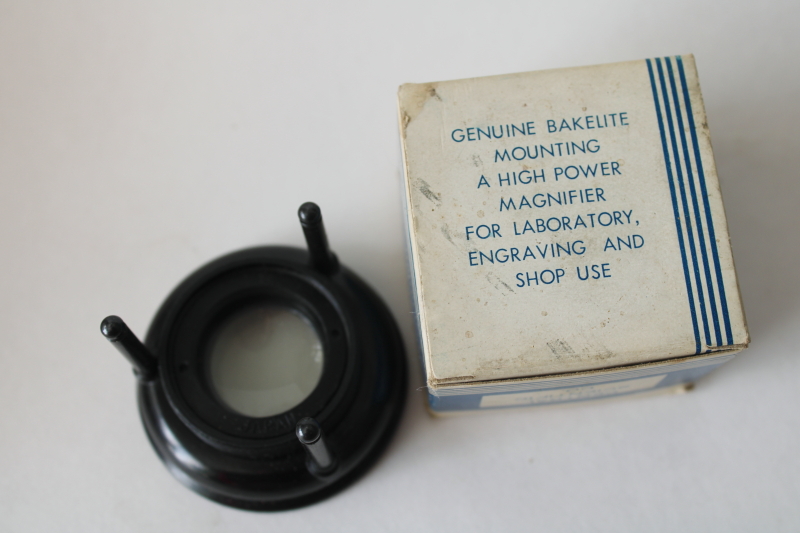 GENUINE BAKELITE
MOUNTING
A HIGH POWER
MAGNIFIER
FOR LABORATORY,
ENGRAVING AND
SHOP USE